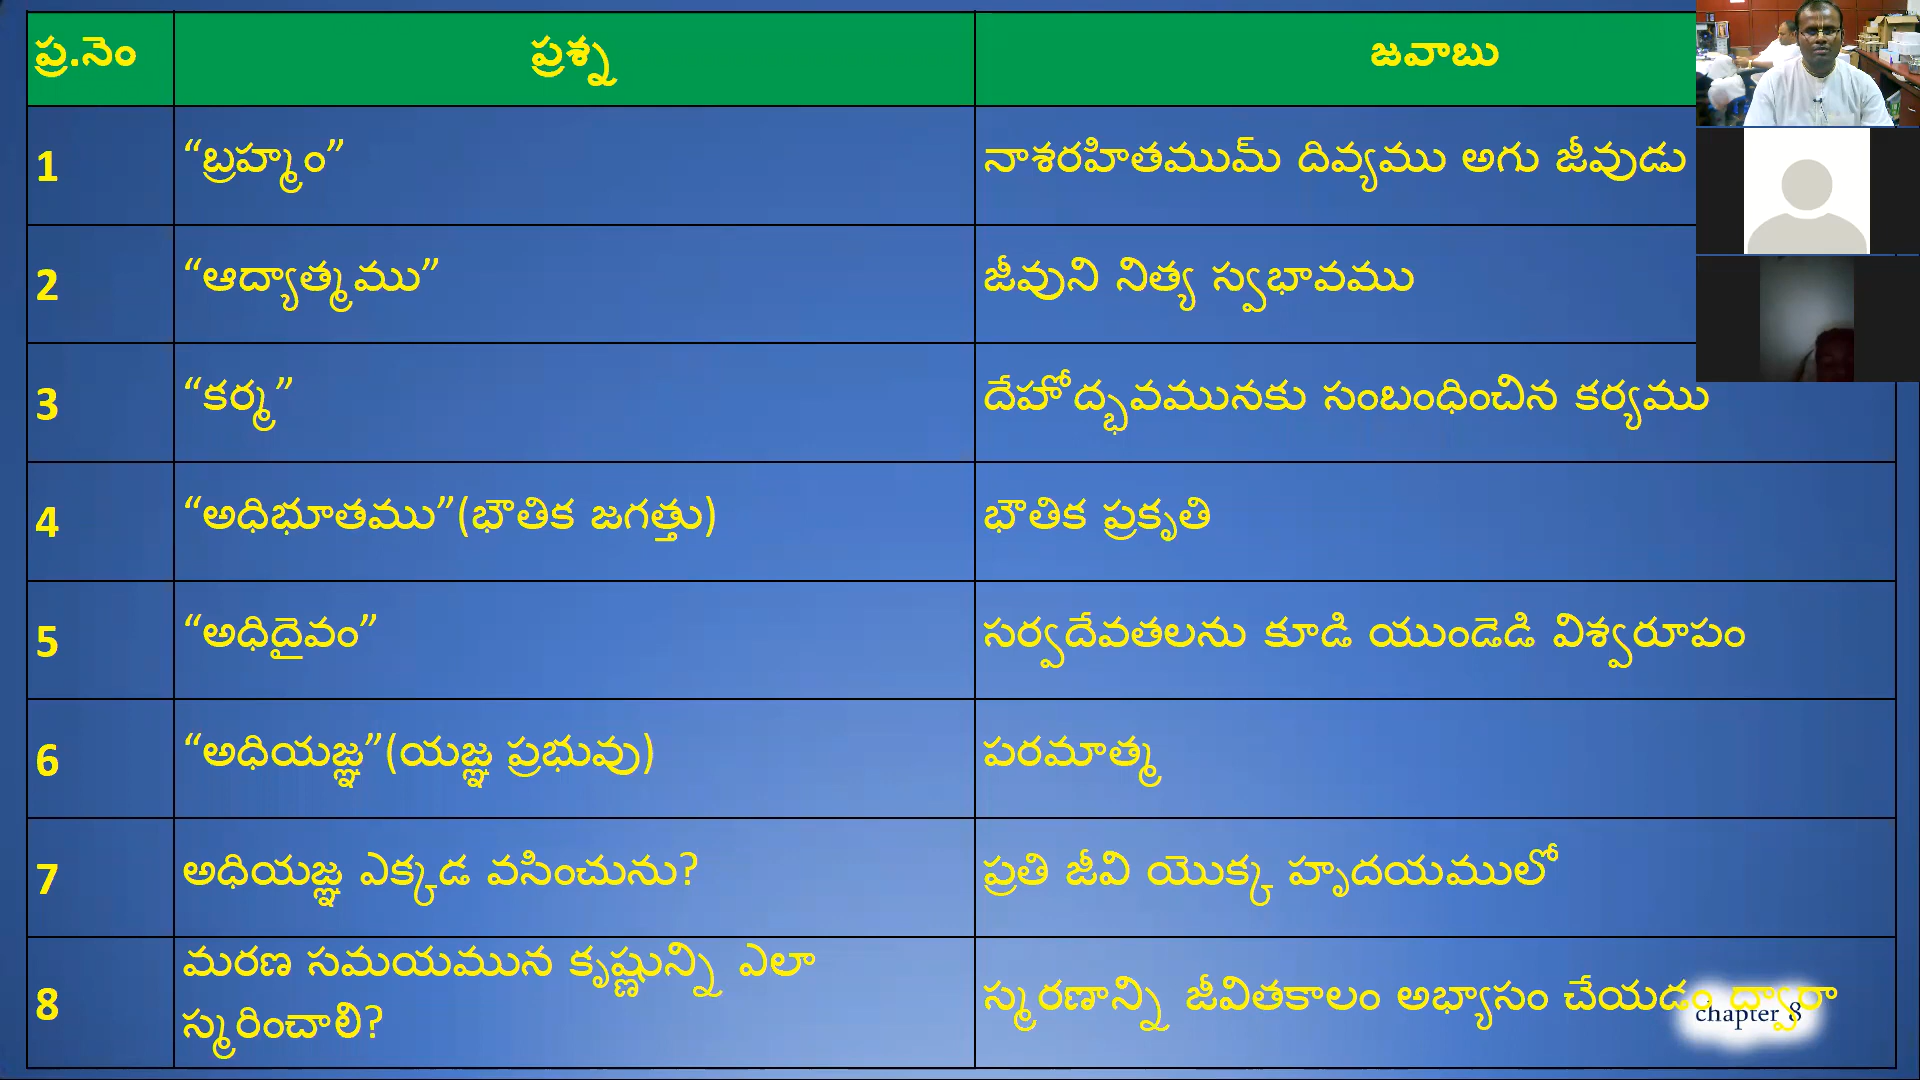 ప్ర.నెం ప్రశ్న జవాబు
1 “బ్రహ్మం” నాశరహితముమ్ దివ్యము అగు జీవుడు
2 “ఆద్యాత్మము” జీవుని నిత్య స్వభావము
3 “కర్మ” దేహోద్భవమునకు సంబంధించిన కర్యము
4 “అధిభూతము”(భౌతిక జగత్తు) భౌతిక ప్రకృతి
5 “అధిదైవం” సర్వదేవతలను కూడి యుండెడి విశ్వరూపం
6 “అధియజ్ఞ”(యజ్ఞ ప్రభువు) పరమాత్మ
7 అధియజ్ఞ ఎక్కడ వసించును? ప్రతి జీవి యొక్క హృదయములో
8 మరణ సమయమున కృష్ణున్ని ఎలా
స్మరించాలి? స్మరణాన్ని జీవితకాలం అభ్యాసం చేయడం ద్వారా
chapter 8